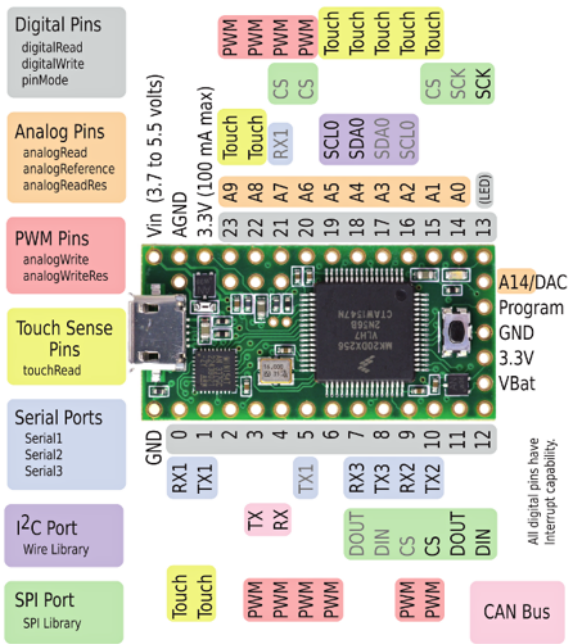 Digital Pins
digitalRead
digitalWrite
pinMode
Analog Pins
analogRead
analogReference
analogReadRes
PWM Pins
analogWrite
analogWriteRes
Touch Sense
Pins
touchRead
Serial Ports
Serial1
Serial2
Serial3
I²C Port
Wire Library
SPI Port
SPI Library
PWM PWM PWM PWM Touch Touch Touch Touch Touch
CS CS CS SCK SCK
Touch Touch RX1 SCL0 SDA0 SDA0 SCL0
Vin (3.7 to 5.5 volts)
AGND
3.3V (100 mA max)
A9 A8 A7 A6 A5 A4 A3 A2 A1 A0 (LED)
23 22 21 20 19 18 17 16 15 14 13
MK20DX256
VLH7
2N56B
CTAW1547N
16.000
A14/DAC
Program
GND
3.3V
VBat
GND 0 1 2 3 4 5 6 7 8 9 10 11 12
RX1 TX1 TX1 RX3 TX3 RX2 TX2
TX RX DOUT DIN CS CS DOUT DIN
Touch Touch PWM PWM PWM PWM PWM PWM
All digital pins have
Interrupt capability.
CAN Bus